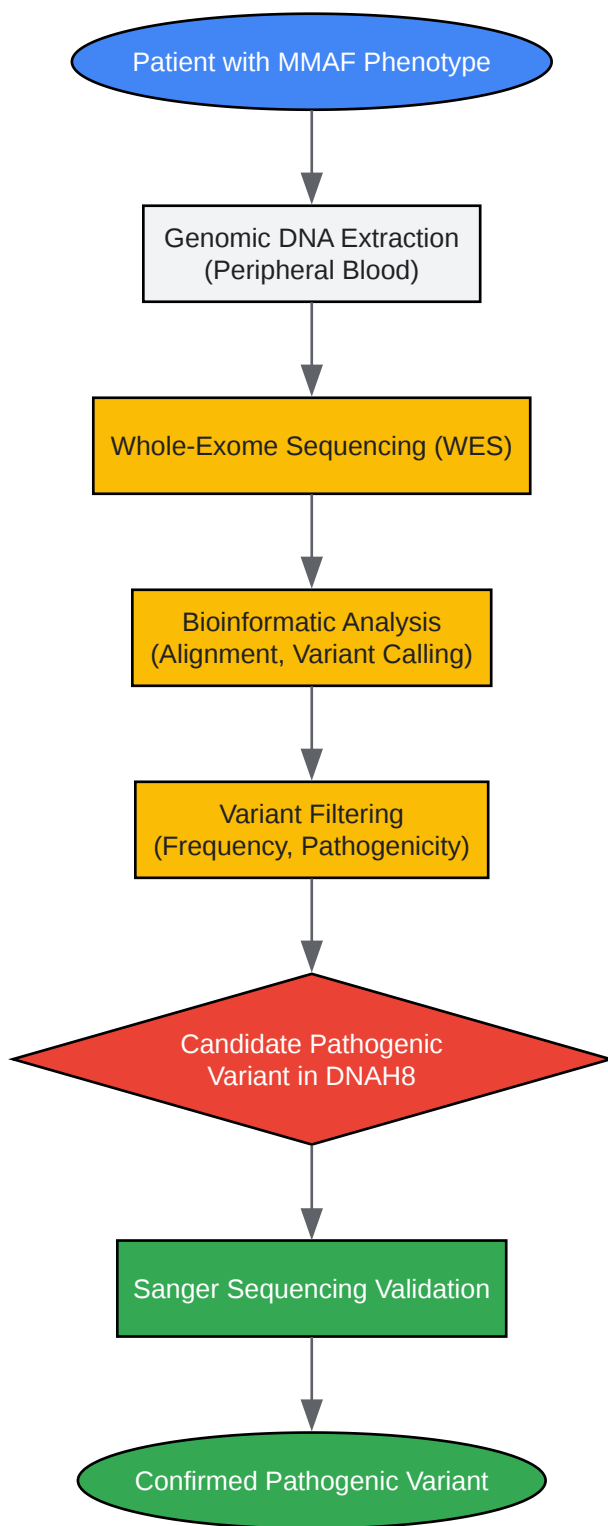 Patient with MMAF Phenotype
Genomic DNA Extraction
(Peripheral Blood)
Whole-Exome Sequencing (WES)
Bioinformatic Analysis
(Alignment, Variant Calling)
Variant Filtering
(Frequency, Pathogenicity)
Candidate Pathogenic
Variant in DNAH8
Sanger Sequencing Validation
Confirmed Pathogenic Variant